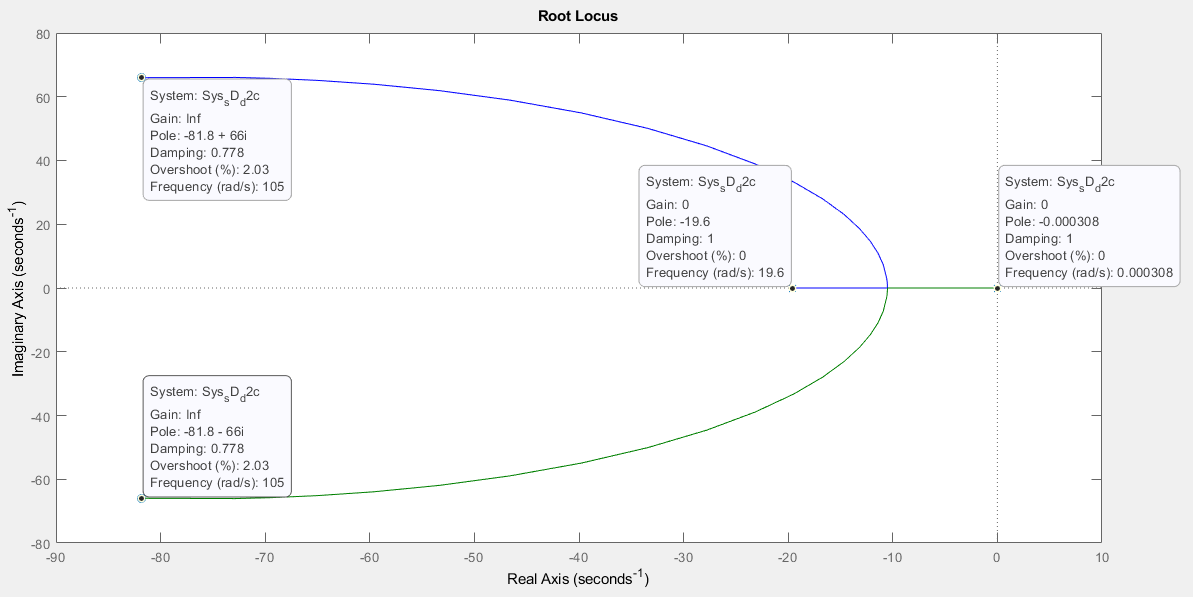 Root Locus
80
60
40
20
0
-20
-40
-60
-80
Imaginary Axis (seconds-1)
System: SyssDd2c
Gain: Inf
Pole: -81.8 + 66i
Damping: 0.778
Overshoot (%): 2.03
Frequency (rad/s): 105
System: SyssDd2c
Gain: 0
Pole: -19.6
Damping: 1
Overshoot (%): 0
Frequency (rad/s): 19.6
System: SyssDd2c
Gain: 0
Pole: -0.000308
Damping: 1
Overshoot (%): 0
Frequency (rad/s): 0.000308
System: SyssDd2c
Gain: Inf
Pole: -81.8 - 66i
Damping: 0.778
Overshoot (%): 2.03
Frequency (rad/s): 105
-90 -80 -70 -60 -50 -40 -30 -20 -10 0 10
Real Axis (seconds-1)